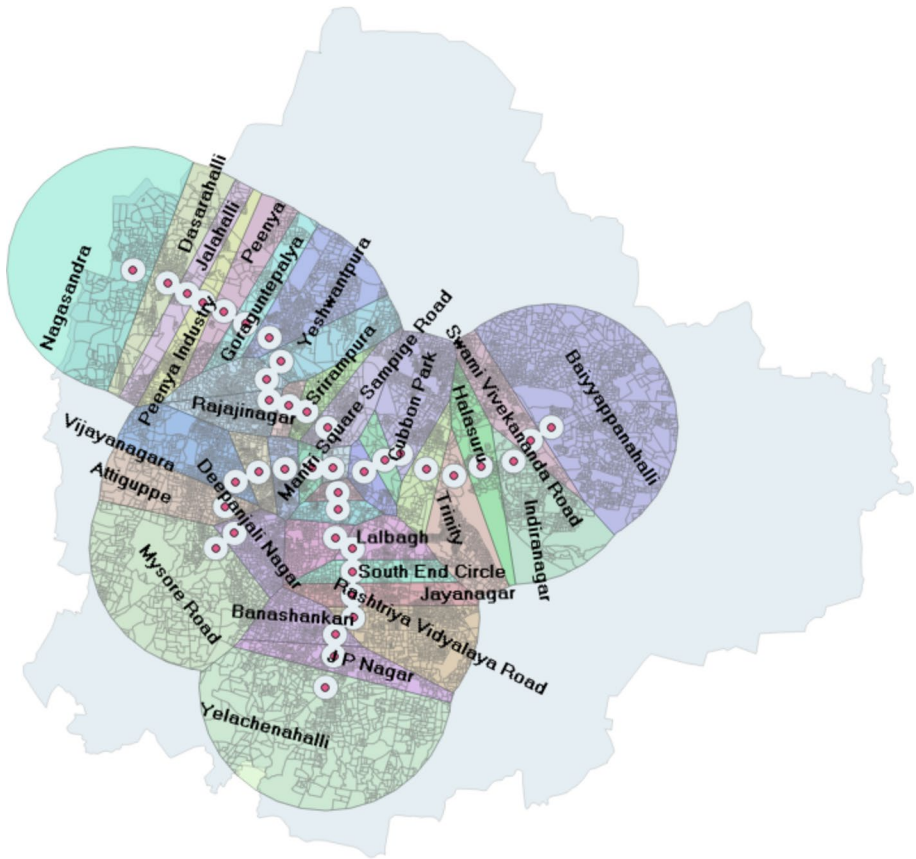 Nagasandra
Dasarahalli
Jalahalli
Peenya Industry
Peenya
Goraguntepalya
Yeshwantpura
Rajajinagar
Srirampura
Mantri Square Sampige Road
Cubbon Park
Halasuru
Swami Vivekananda Road
Baiyyappanahalli
Indiranagar
Trinity
Vijayanagara
Attiguppe
Deepanjali Nagar
Mysore Road
Lalbagh
South End Circle
Jayanagar
Rashtriya Vidyalaya Road
Banashankari
J P Nagar
Yelachenahalli